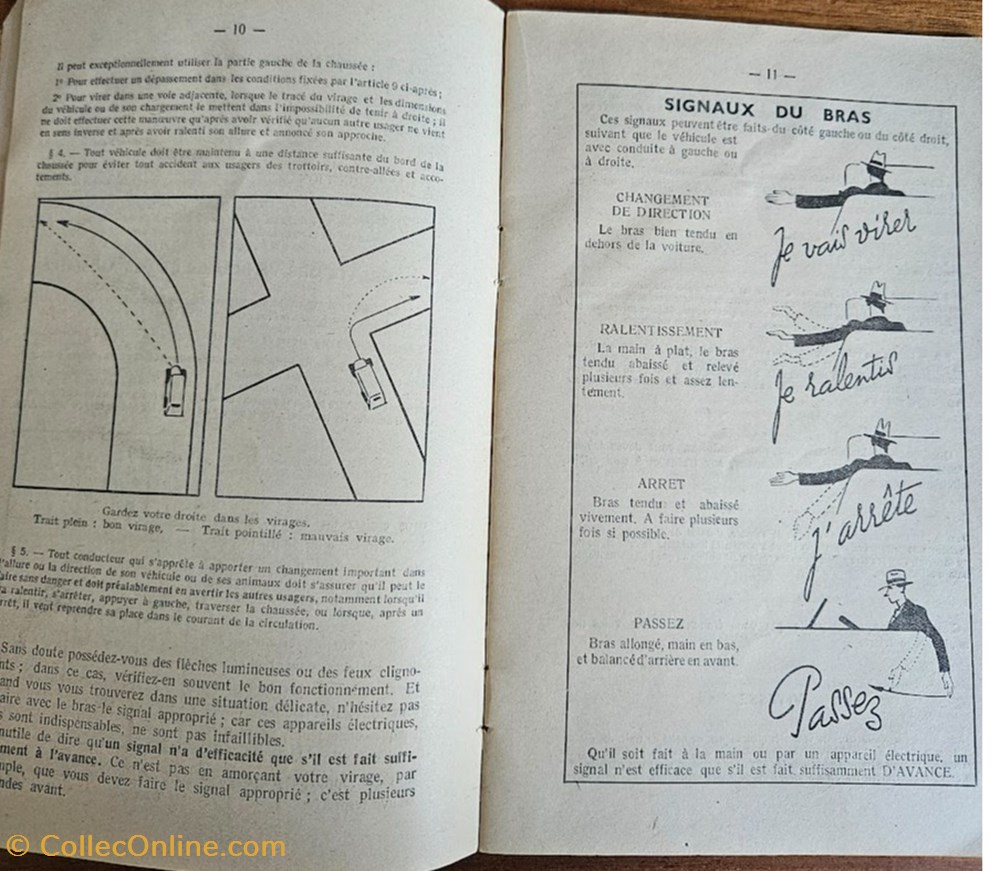 — 10 —
Il peut exceptionnellement utiliser la partie gauche de la chaussée :
1° Pour effectuer un dépassement dans les conditions fixées par l'article 9 ci-après ;
2° Pour virer dans une voie adjacente, lorsque le tracé du virage et les dimensions
du véhicule ou de son chargement le mettent dans l'impossibilité de tenir à droite ; il
ne doit effectuer cette manœuvre qu'après avoir vérifié qu'aucun autre usager ne vient
en sens inverse et après avoir ralenti son allure et annoncé son approche.
§ 4. — Tout véhicule doit être maintenu à une distance suffisante du bord de la
chaussée pour éviter tout accident aux usagers des trottoirs, contre-allées et acco-
tements.
Gardez votre droite dans les virages.
Trait plein : bon virage, — Trait pointillé : mauvais virage.
§ 5. — Tout conducteur qui s'apprête à apporter un changement important dans
l'allure ou la direction de son véhicule ou de ses animaux doit s'assurer qu'il peut le
aire sans danger et doit préalablement en avertir les autres usagers, notamment lorsqu'il
va ralentir, s'arrêter, appuyer à gauche, traverser la chaussée, ou lorsque, après un
rrêt, il veut reprendre sa place dans le courant de la circulation.
Sans doute possédez-vous des flèches lumineuses ou des feux cligno-
nts ; dans ce cas, vérifiez-en souvent le bon fonctionnement. Et
and vous vous trouverez dans une situation délicate, n'hésitez pas
aire avec le bras le signal approprié ; car ces appareils électriques,
s sont indispensables, ne sont pas infaillibles.
nutile de dire qu'un signal n'a d'efficacité que s'il est fait suffi-
ment à l'avance. Ce n'est pas en amorçant votre virage, par
mple, que vous devez faire le signal approprié ; c'est plusieurs
ndes avant.
— 11 —
SIGNAUX DU BRAS
Ces signaux peuvent être faits du côté gauche ou du côté droit,
suivant que le véhicule est
avec conduite à gauche ou
à droite.
CHANGEMENT
DE DIRECTION
Le bras bien tendu en
dehors de la voiture.
Je vais virer
RALENTISSEMENT
La main à plat, le bras
tendu abaissé et relevé
plusieurs fois et assez len-
tement.
Je ralentis
ARRET
Bras tendu et abaissé
vivement. A faire plusieurs
fois si possible.
J'arrête
PASSEZ
Bras allongé, main en bas,
et balancé d'arrière en avant.
Passez
Qu'il soit fait à la main ou par un appareil électrique, un
signal n'est efficace que s'il est fait suffisamment D'AVANCE.
© CollecOnline.com